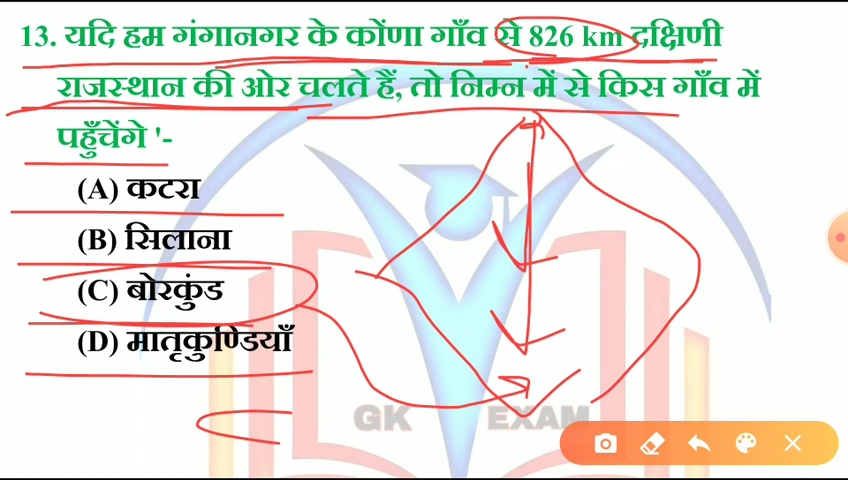 13. यदि हम गंगानगर के कोंणा गाँव से 826 km दक्षिणी
राजस्थान की ओर चलते हैं, तो निम्न में से किस गाँव में
पहुँचेंगे '-
(A) कटरा
(B) सिलाना
(C) बोरकुंड
(D) मातृकुण्डियाँ
GK EXAM